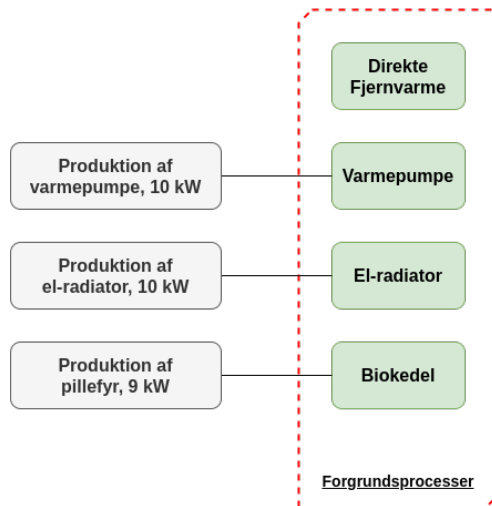 Direkte
Fjernvarme
Produktion af
varmepumpe, 10 kW
Varmepumpe
Produktion af
el-radiator, 10 kW
El-radiator
Produktion af
pillefyr, 9 kW
Biokedel
Forgrundsprocesser